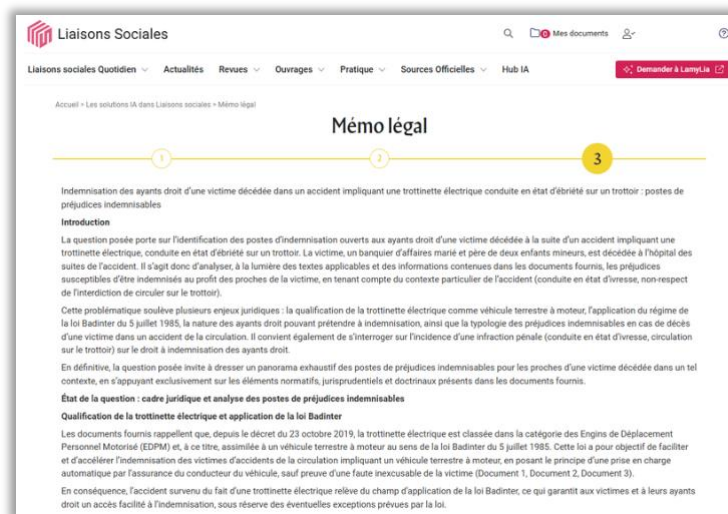 Liaisons Sociales
0 Mes documents
Liaisons sociales Quotidien Actualités Revues Ouvrages Pratique Sources Officielles Hub IA Demander à LamyLia
Accueil > Les solutions IA dans Liaisons sociales > Mémo légal
Mémo légal
1 2 3
Indemnisation des ayants droit d'une victime décédée dans un accident impliquant une trottinette électrique conduite en état d'ébriété sur un trottoir : postes de
préjudices indemnisables
Introduction
La question posée porte sur l'identification des postes d'indemnisation ouverts aux ayants droit d'une victime décédée à la suite d'un accident impliquant une
trottinette électrique, conduite en état d'ébriété sur un trottoir. La victime, un banquier d'affaires marié et père de deux enfants mineurs, est décédée à l'hôpital des
suites de l'accident. Il s'agit donc d'analyser, à la lumière des textes applicables et des informations contenues dans les documents fournis, les préjudices
susceptibles d'être indemnisés au profit des proches de la victime, en tenant compte du contexte particulier de l'accident (conduite en état d'ivresse, non-respect
de l'interdiction de circuler sur le trottoir).
Cette problématique soulève plusieurs enjeux juridiques : la qualification de la trottinette électrique comme véhicule terrestre à moteur, l'application du régime de
la loi Badinter du 5 juillet 1985, la nature des ayants droit pouvant prétendre à indemnisation, ainsi que la typologie des préjudices indemnisables en cas de décès
d'une victime dans un accident de la circulation. Il convient également de s'interroger sur l'incidence d'une infraction pénale (conduite en état d'ivresse, circulation
sur le trottoir) sur le droit à indemnisation des ayants droit.
En définitive, la question posée invite à dresser un panorama exhaustif des postes de préjudices indemnisables pour les proches d'une victime décédée dans un tel
contexte, en s'appuyant exclusivement sur les éléments normatifs, jurisprudentiels et doctrinaux présents dans les documents fournis.
État de la question : cadre juridique et analyse des postes de préjudices indemnisables
Qualification de la trottinette électrique et application de la loi Badinter
Les documents fournis rappellent que, depuis le décret du 23 octobre 2019, la trottinette électrique est classée dans la catégorie des Engins de Déplacement
Personnel Motorisé (EDPM) et, à ce titre, assimilée à un véhicule terrestre à moteur au sens de la loi Badinter du 5 juillet 1985. Cette loi a pour objectif de faciliter
et d'accélérer l'indemnisation des victimes d'accidents de la circulation impliquant un véhicule terrestre à moteur, en posant le principe d'une prise en charge
automatique par l'assurance du conducteur du véhicule, sauf preuve d'une faute inexcusable de la victime (Document 1, Document 2, Document 3).
En conséquence, l'accident survenu du fait d'une trottinette électrique relève du champ d'application de la loi Badinter, ce qui garantit aux victimes et à leurs ayants
droit un accès facilité à l'indemnisation, sous réserve des éventuelles exceptions prévues par la loi.